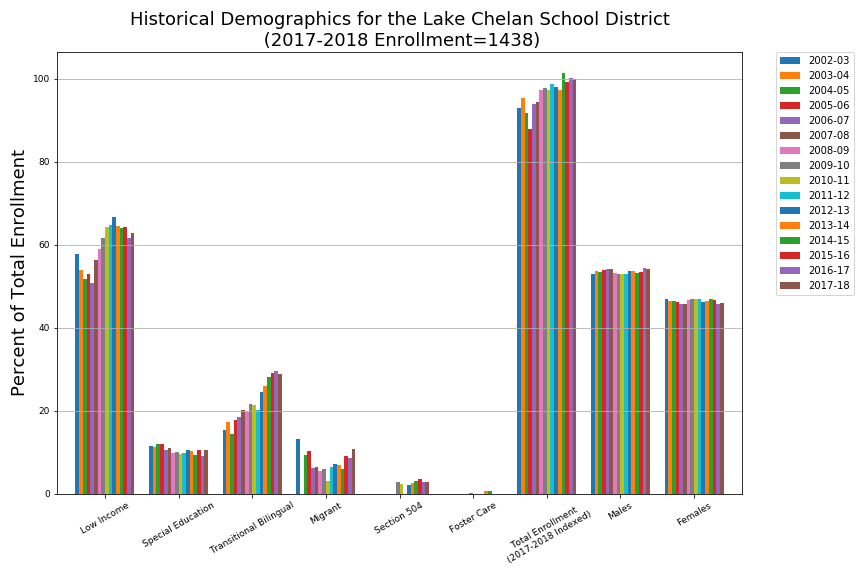 Historical Demographics for the Lake Chelan School District
(2017-2018 Enrollment=1438)
Percent of Total Enrollment
100
80
60
40
20
0
Low Income
Special Education
Transitional Bilingual
Migrant
Section 504
Foster Care
Total Enrollment
(2017-2018 Indexed)
Males
Females
2002-03
2003-04
2004-05
2005-06
2006-07
2007-08
2008-09
2009-10
2010-11
2011-12
2012-13
2013-14
2014-15
2015-16
2016-17
2017-18